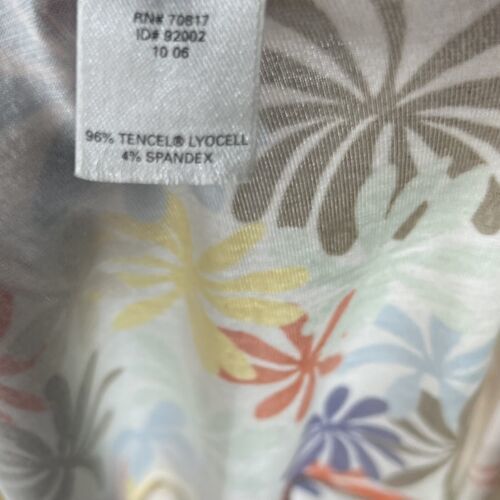 RN# 70817
ID# 92002
10 06
96% TENCEL® LYOCELL
4% SPANDEX